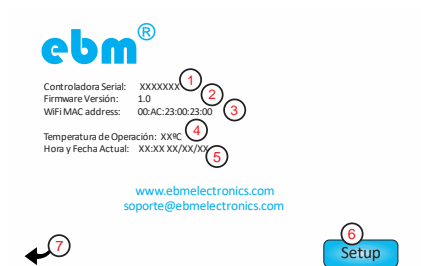 ebm®
Controladora Serial: XXXXXXX 1
Firmware Versión: 1.0 2
WiFi MAC address: 00:AC:23:00:23:00 3
Temperatura de Operación: XXºC 4
Hora y Fecha Actual: XX:XX XX/XX/XX 5
www.ebmelectronics.com
soporte@ebmelectronics.com
6
7 Setup